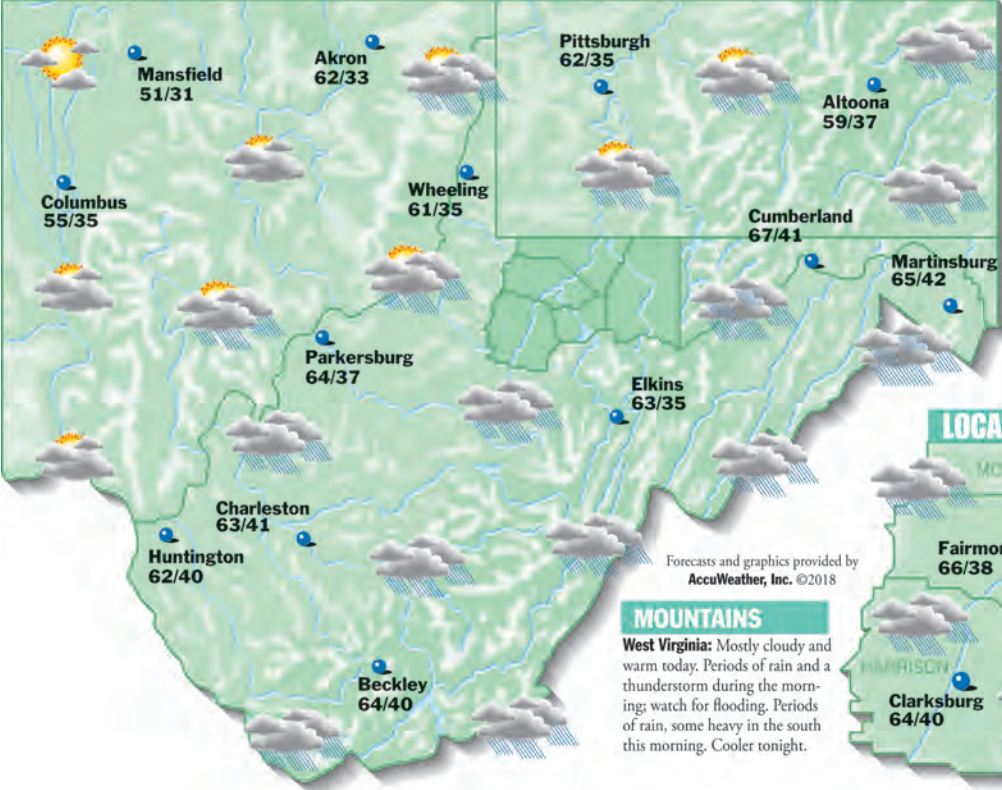 Mansfield
51/31
Akron
62/33
Pittsburgh
62/35
Altoona
59/37
Columbus
55/35
Wheeling
61/35
Cumberland
67/41
Martinsburg
65/42
Parkersburg
64/37
Elkins
63/35
Charleston
63/41
Huntington
62/40
Beckley
64/40
Forecasts and graphics provided by
AccuWeather, Inc. ©2018
MOUNTAINS
West Virginia: Mostly cloudy and
warm today. Periods of rain and a
thunderstorm during the morn-
ing; watch for flooding. Periods
of rain, some heavy in the south
this morning. Cooler tonight.
LOCA
MO
Fairmo
66/38
HARRISON
Clarksburg
64/40